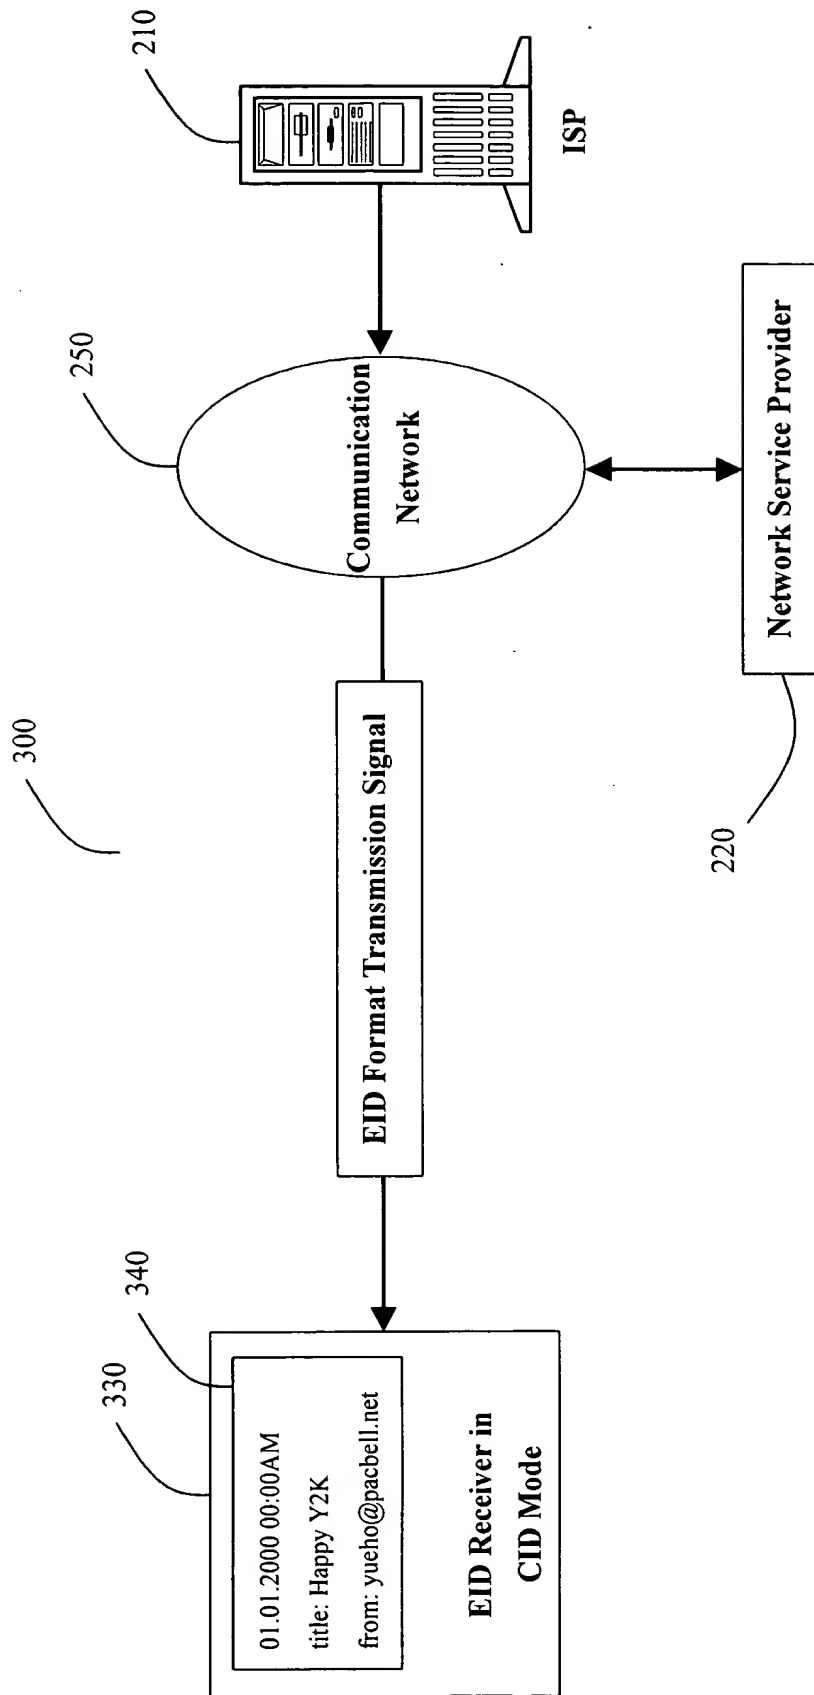 300
330
340
01.01.2000 00:00AM
title: Happy Y2K
from: yueho@pacbell.net
EID Receiver in
CID Mode
EID Format Transmission Signal
250
Communication
Network
210
ISP
220
Network Service Provider